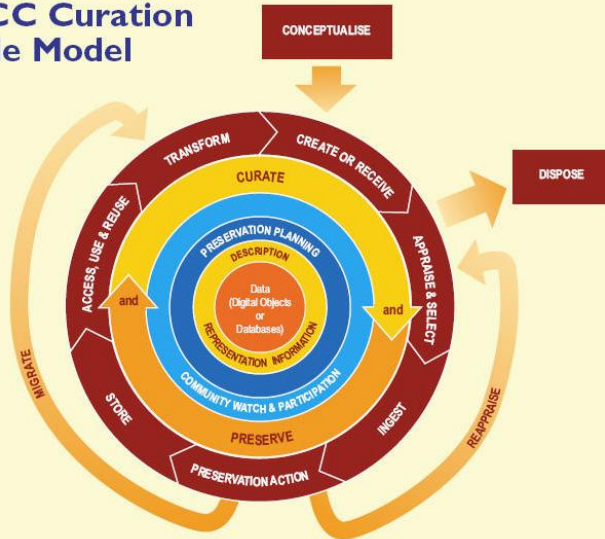 CC Curation
le Model
CONCEPTUALISE
DISPOSE
TRANSFORM
CREATE OR RECEIVE
APPRAISE & SELECT
INGEST
PRESERVATION ACTION
STORE
ACCESS, USE & REUSE
MIGRATE
REAPPRAISE
CURATE
and
PRESERVE
and
COMMUNITY WATCH & PARTICIPATION
PRESERVATION PLANNING
DESCRIPTION
REPRESENTATION INFORMATION
Data
(Digital Objects
or
Databases)